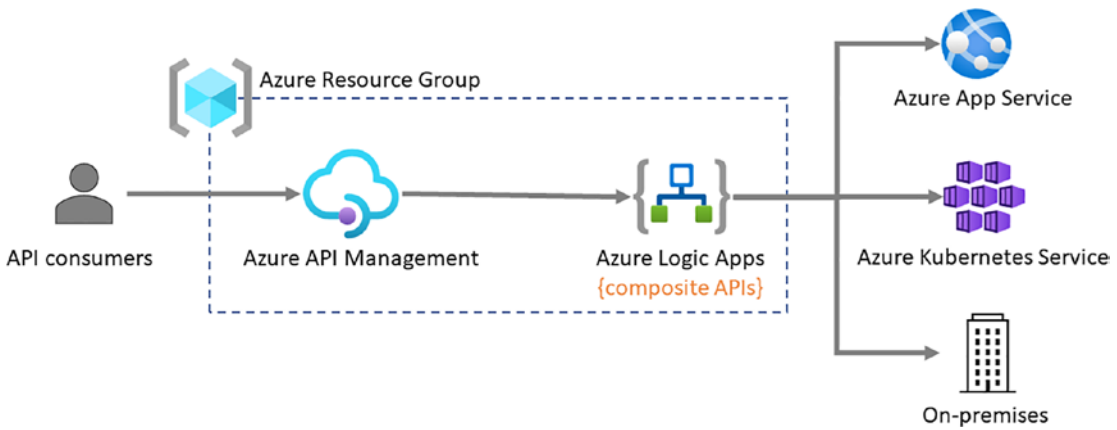 Azure Resource Group
Azure App Service
API consumers
Azure API Management
Azure Logic Apps
{composite APIs}
Azure Kubernetes Service
On-premises